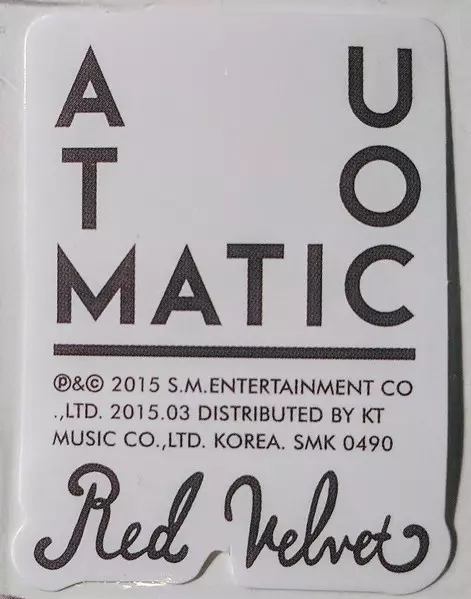 A U
T O
MATIC
℗&© 2015 S.M.ENTERTAINMENT CO
.,LTD. 2015.03 DISTRIBUTED BY KT
MUSIC CO.,LTD. KOREA. SMK 0490
Red Velvet